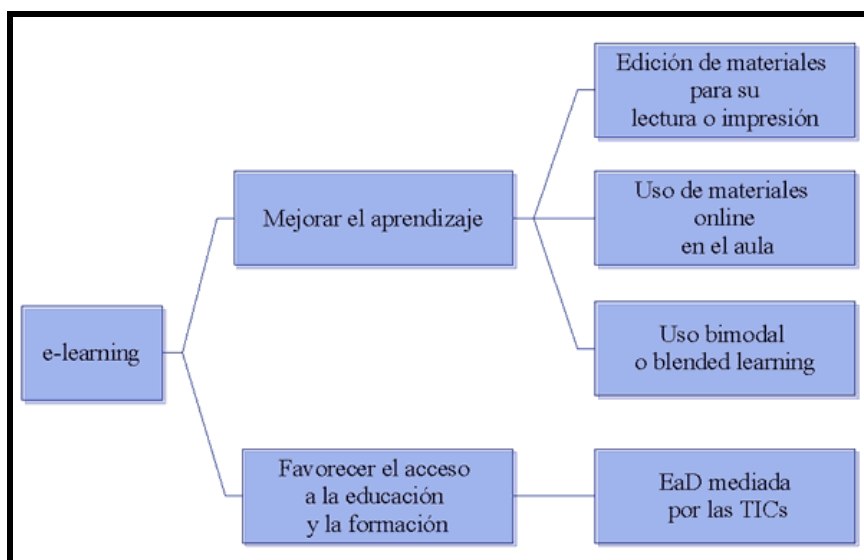 e-learning
Mejorar el aprendizaje
Edición de materiales
para su
lectura o impresión
Uso de materiales
online
en el aula
Uso bimodal
o blended learning
Favorecer el acceso
a la educación
y la formación
EaD mediada
por las TICs